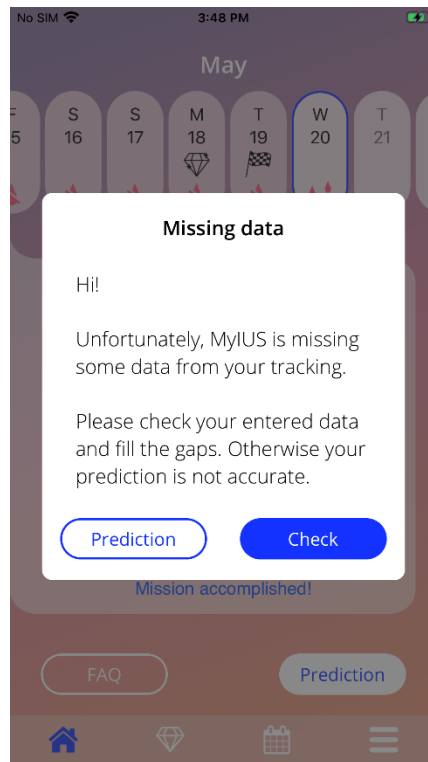 No SIM 3:48 PM
May
F S S M T W T
5 16 17 18 19 20 21
Missing data
Hi!
Unfortunately, MyIUS is missing
some data from your tracking.
Please check your entered data
and fill the gaps. Otherwise your
prediction is not accurate.
Prediction Check
Mission accomplished!
FAQ Prediction